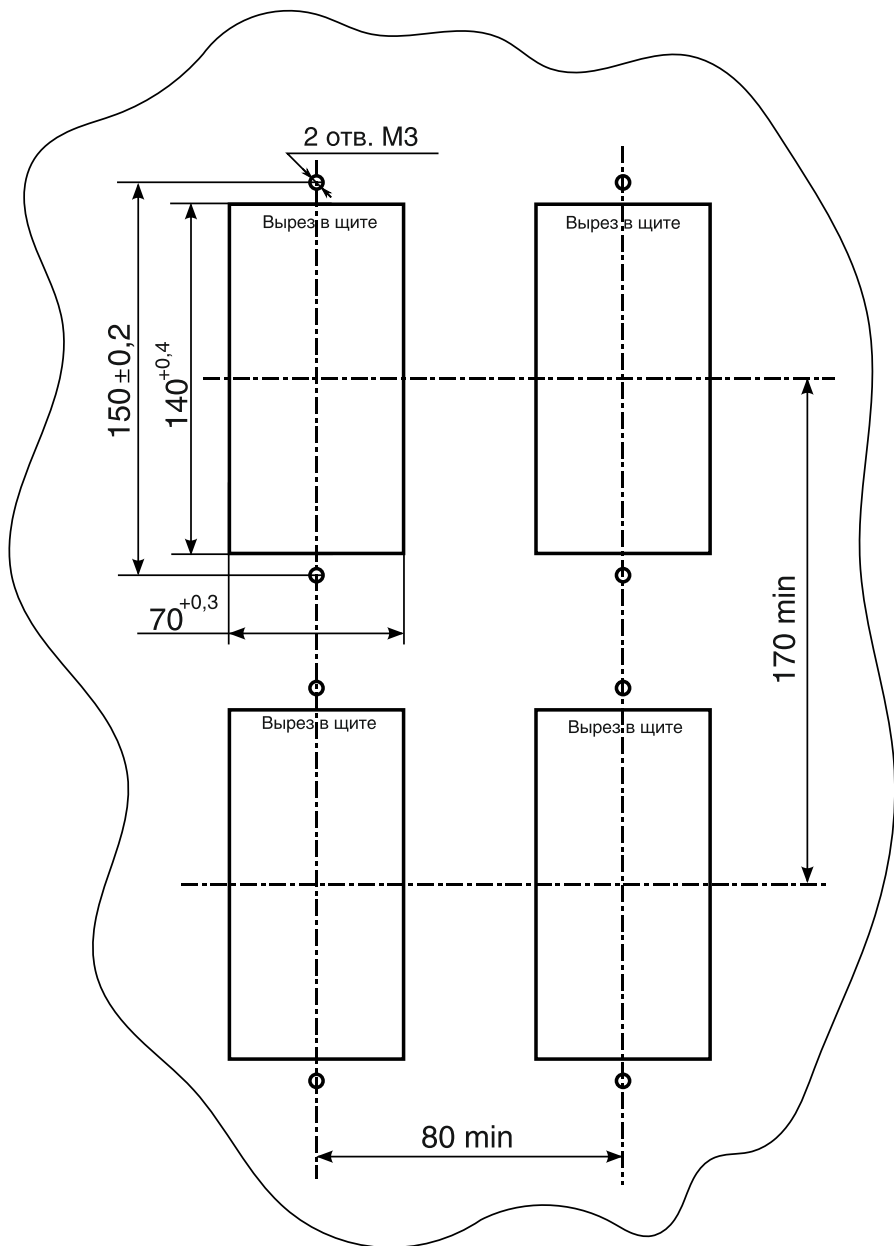 2 отв. М3
Вырез в щите
Вырез в щите
150±0,2
140+0,4
70+0,3
170 min
Вырез в щите
Вырез в щите
80 min